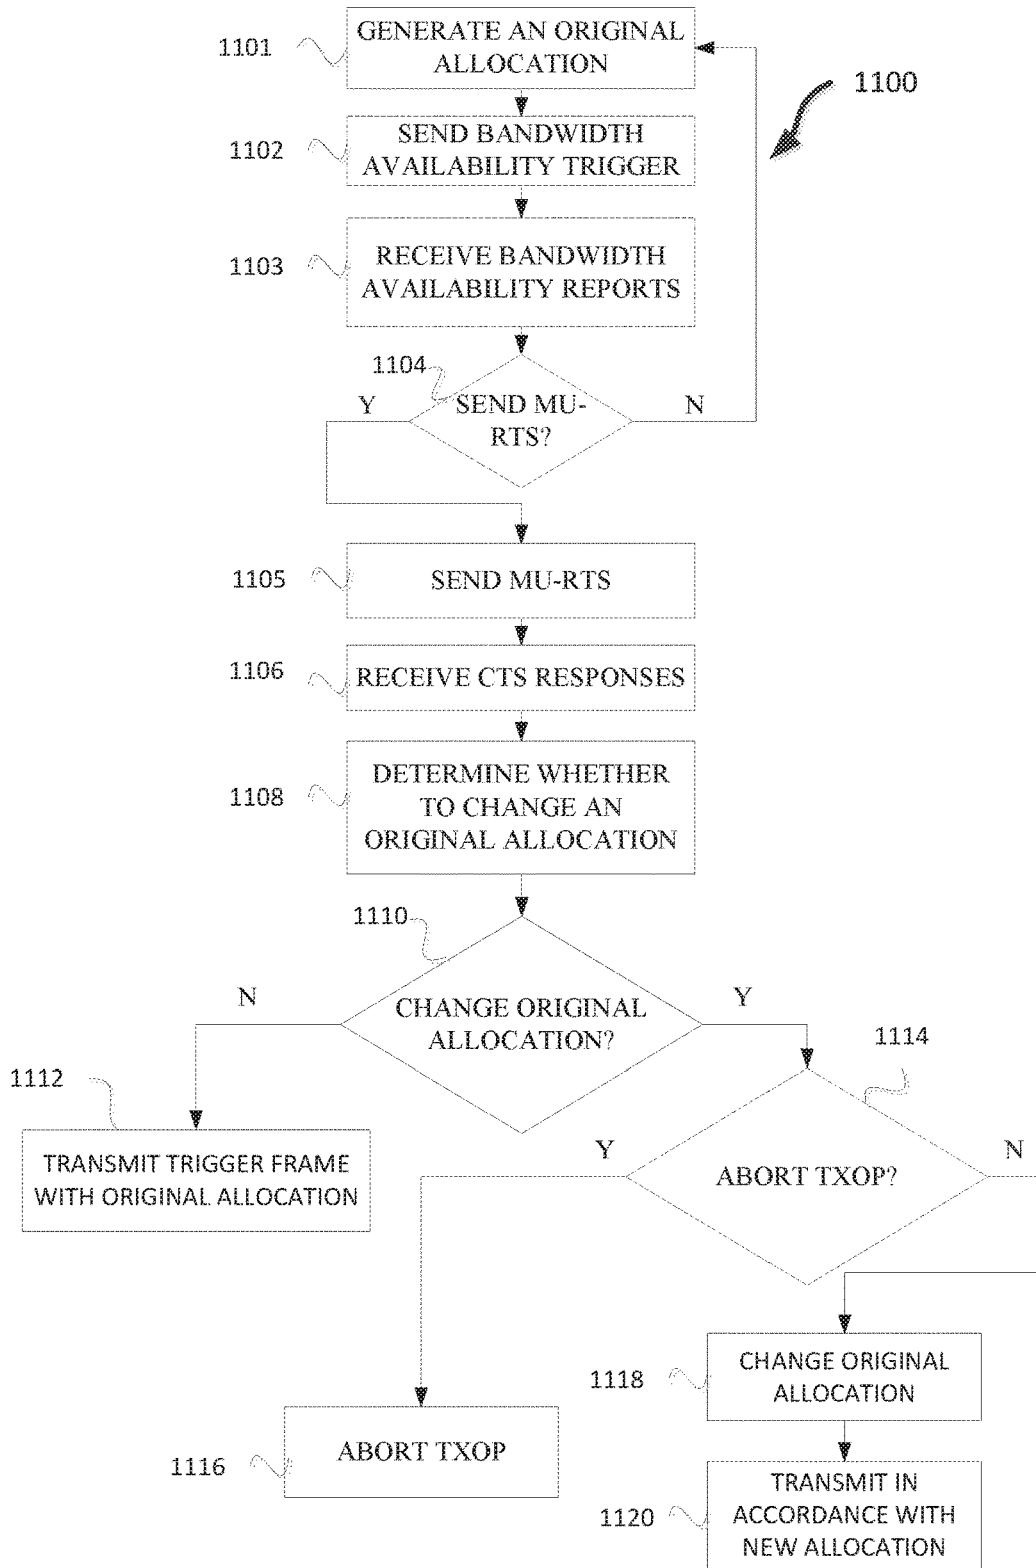 1101
GENERATE AN ORIGINAL
ALLOCATION
1100
1102
SEND BANDWIDTH
AVAILABILITY TRIGGER
1103
RECEIVE BANDWIDTH
AVAILABILITY REPORTS
1104
Y
SEND MU-
RTS?
N
1105
SEND MU-RTS
1106
RECEIVE CTS RESPONSES
1108
DETERMINE WHETHER
TO CHANGE AN
ORIGINAL ALLOCATION
1110
N
CHANGE ORIGINAL
ALLOCATION?
Y
1112
TRANSMIT TRIGGER FRAME
WITH ORIGINAL ALLOCATION
1114
Y
ABORT TXOP?
N
1118
CHANGE ORIGINAL
ALLOCATION
1116
ABORT TXOP
1120
TRANSMIT IN
ACCORDANCE WITH
NEW ALLOCATION